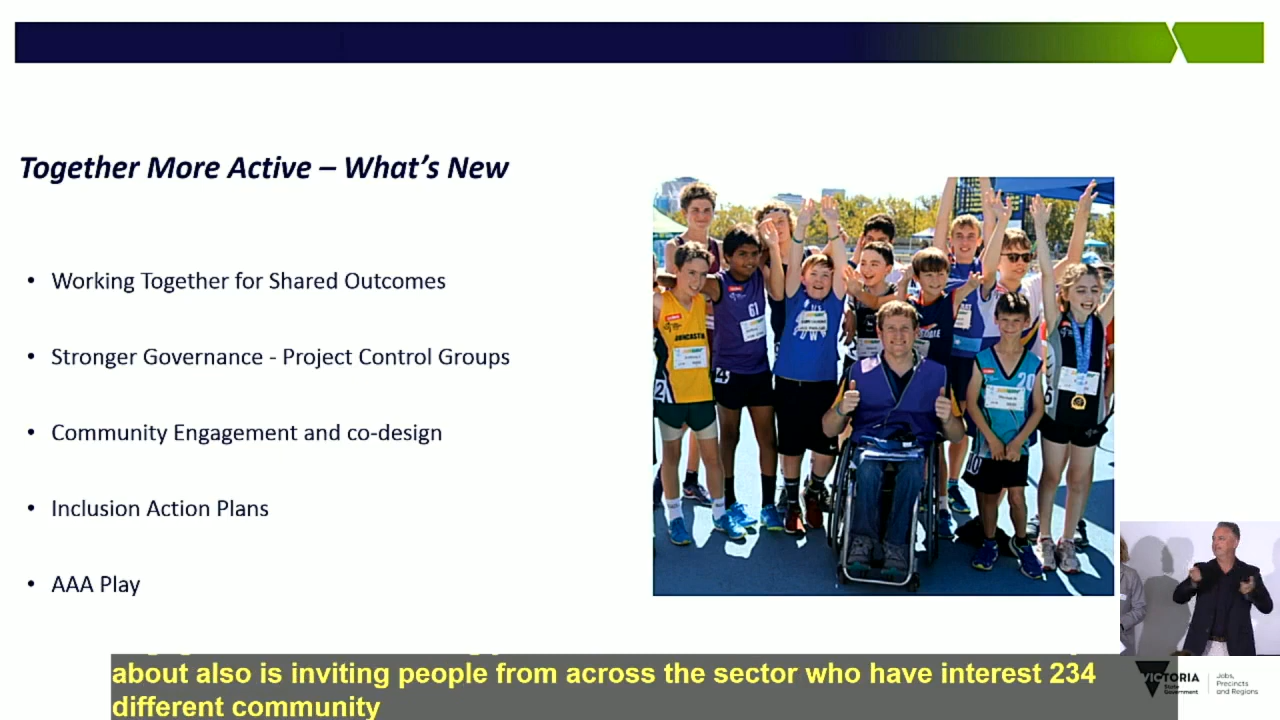 Together More Active – What's New
• Working Together for Shared Outcomes
• Stronger Governance - Project Control Groups
• Community Engagement and co-design
• Inclusion Action Plans
• AAA Play
61
20
about also is inviting people from across the sector who have interest 234
different community
VICTORIA
State
Government
Jobs,
Precincts
and Regions